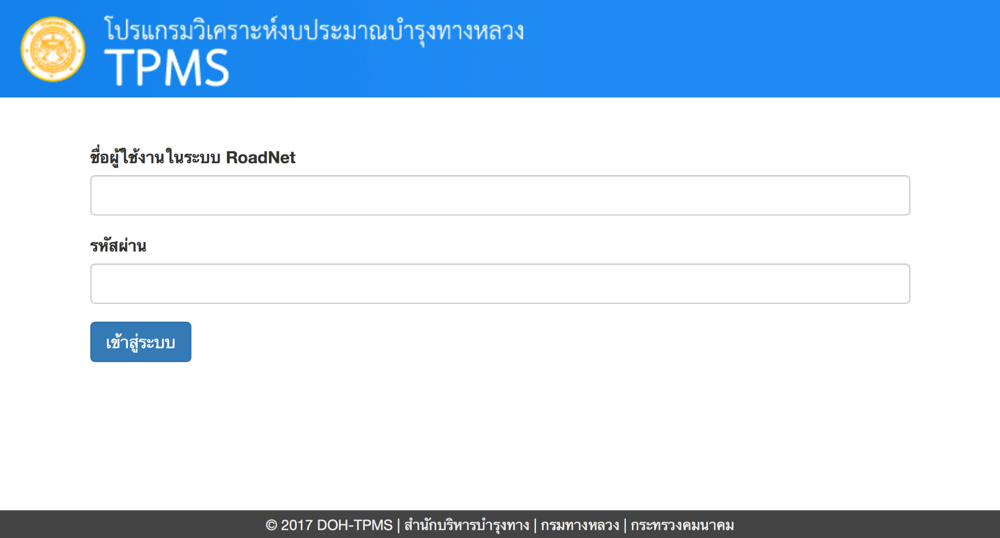 โปรแกรมวิเคราะห์งบประมาณบำรุงทางหลวง
TPMS
ชื่อผู้ใช้งานในระบบ RoadNet
รหัสผ่าน
เข้าสู่ระบบ
© 2017 DOH-TPMS | สำนักบริหารบำรุงทาง | กรมทางหลวง | กระทรวงคมนาคม